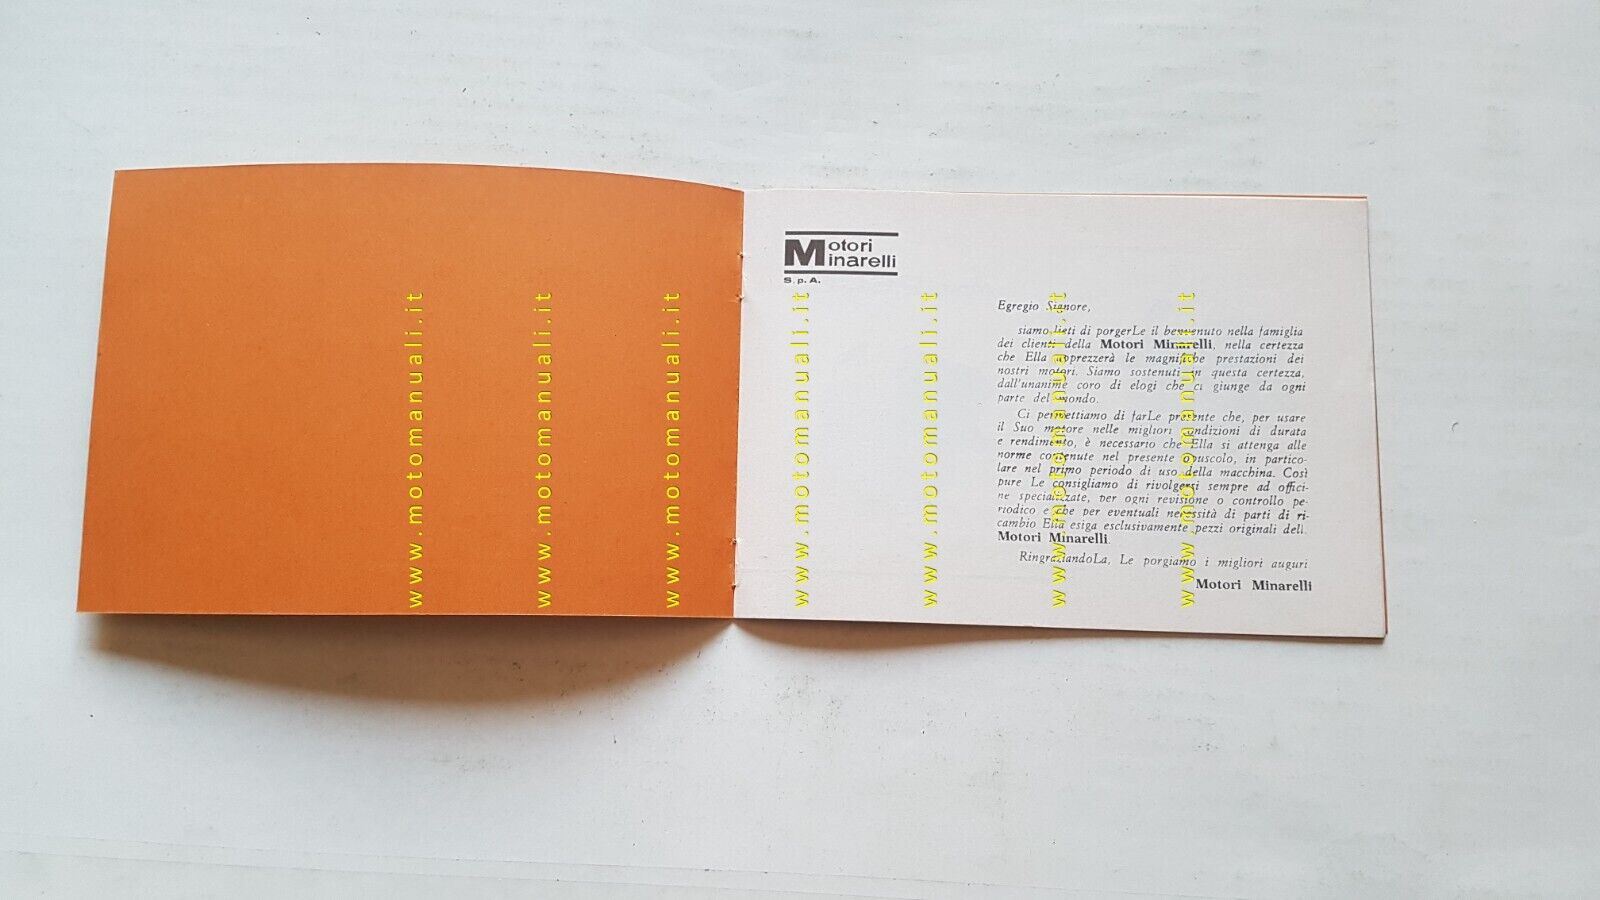 www.motomanuali.it
www.motomanuali.it
www.motomanuali.it
www.motomanuali.it
www.motomanuali.it
www.motomanuali.it
www.motomanuali.it
Motori
Minarelli
S.p.A.
Egregio Signore,
siamo lieti di porgerLe il benvenuto nella famiglia
dei clienti della Motori Minarelli, nella certezza
che Ella apprezzerà le magnifiche prestazioni dei
nostri motori. Siamo sostenuti in questa certezza,
dall'unanime coro di elogi che ci giunge da ogni
parte del mondo.
Ci permettiamo di farLe presente che, per usare
il Suo motore nelle migliori condizioni di durata
e rendimento, è necessario che Ella si attenga alle
norme contenute nel presente opuscolo, in partico-
lare nel primo periodo di uso della macchina. Così
pure Le consigliamo di rivolgersi sempre ad offici-
ne specializzate, per ogni revisione o controllo pe-
riodico e che per eventuali necessità di parti di ri-
cambio Ella esiga esclusivamente pezzi originali dell.
Motori Minarelli.
RingraziandoLa, Le porgiamo i migliori auguri
Motori Minarelli